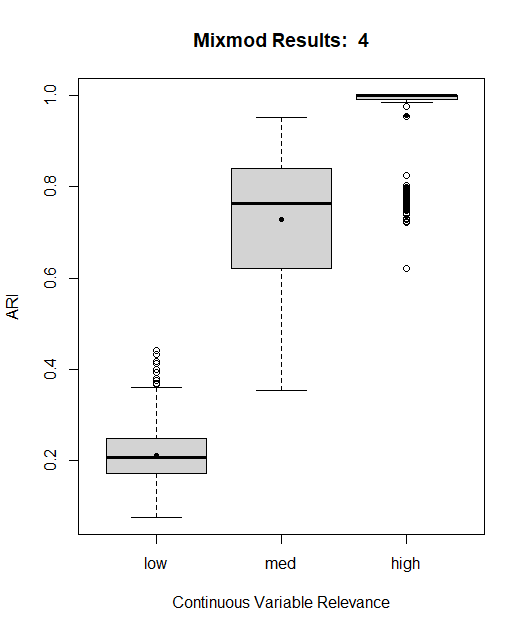 Mixmod Results:  4
ARI
1.0
0.8
0.6
0.4
0.2
low med high
Continuous Variable Relevance